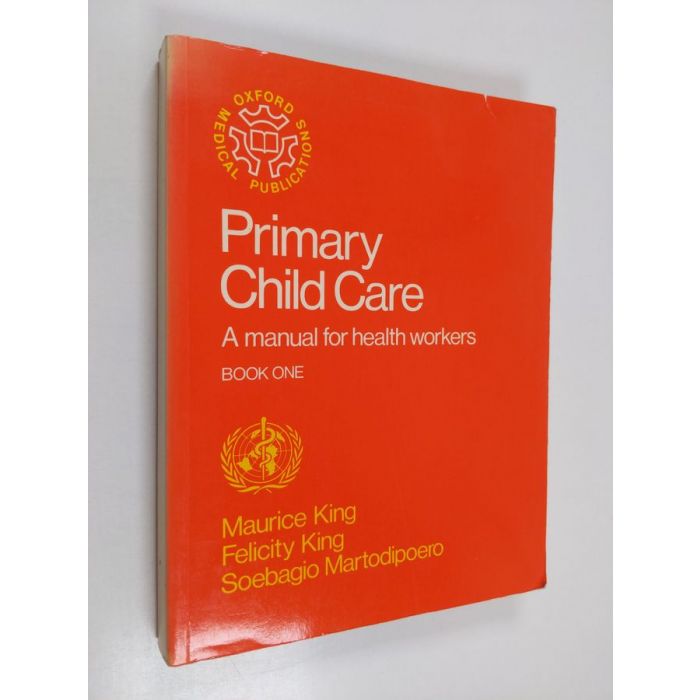 OXFORD
MEDICAL PUBLICATIONS
Primary
Child Care
A manual for health workers
BOOK ONE
Maurice King
Felicity King
Soebagio Martodipoero